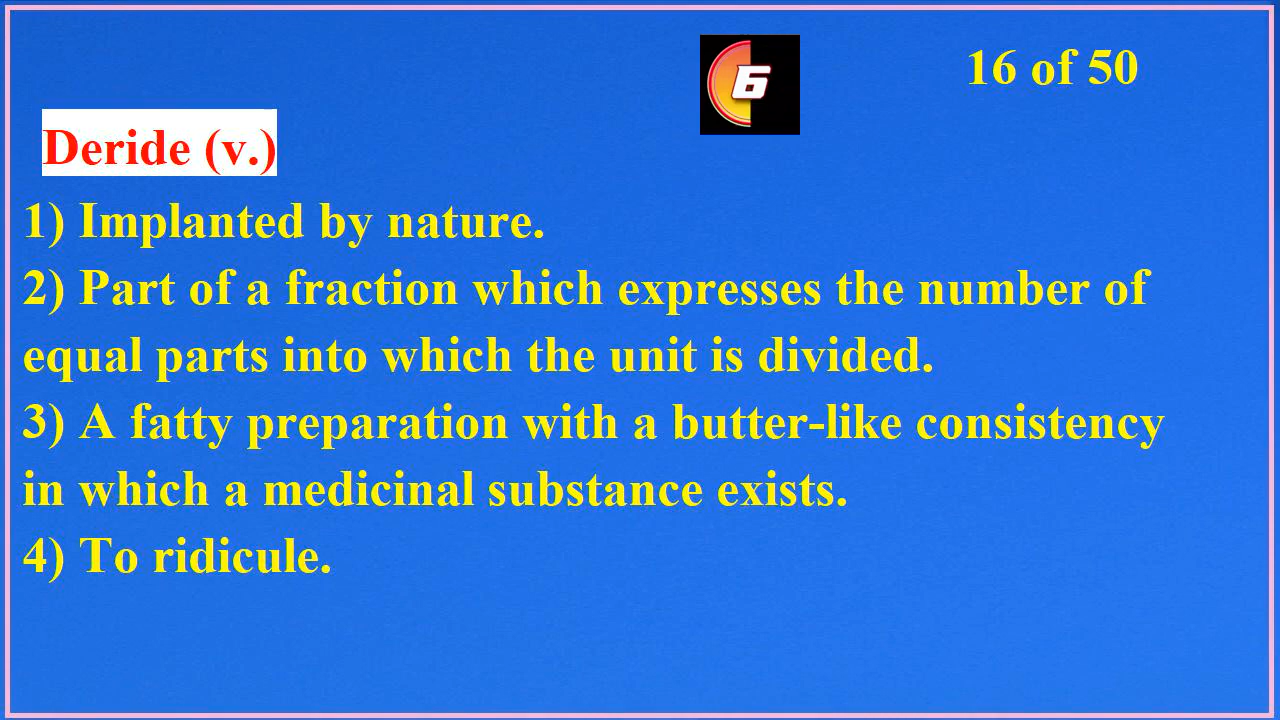 16 of 50
6
Deride (v.)
1) Implanted by nature.
2) Part of a fraction which expresses the number of
equal parts into which the unit is divided.
3) A fatty preparation with a butter-like consistency
in which a medicinal substance exists.
4) To ridicule.